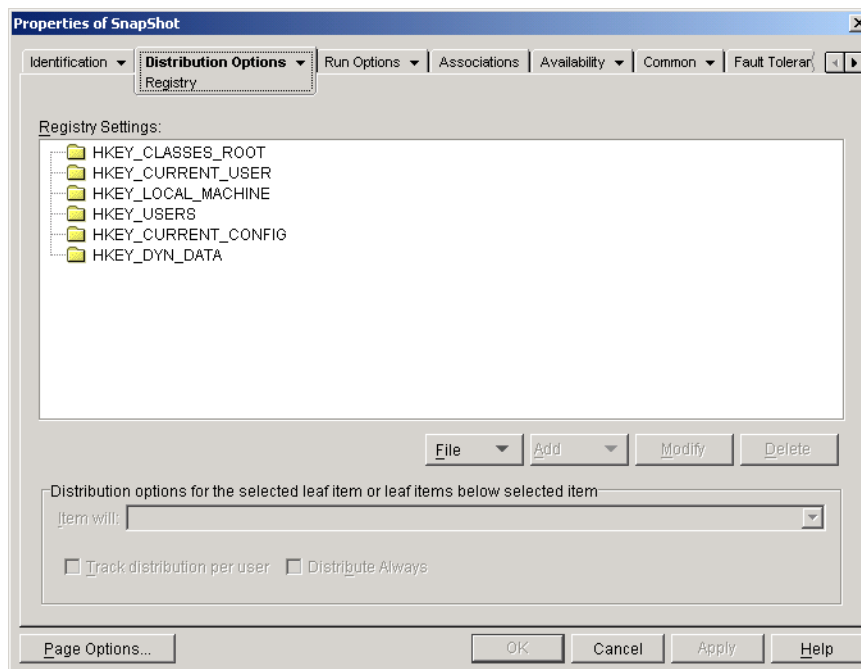 Properties of SnapShot
Identification
Distribution Options
Registry
Run Options
Associations
Availability
Common
Fault Toleran
Registry Settings:
HKEY_CLASSES_ROOT
HKEY_CURRENT_USER
HKEY_LOCAL_MACHINE
HKEY_USERS
HKEY_CURRENT_CONFIG
HKEY_DYN_DATA
File
Add
Modify
Delete
Distribution options for the selected leaf item or leaf items below selected item
Item will:
Track distribution per user
Distribute Always
Page Options...
OK
Cancel
Apply
Help